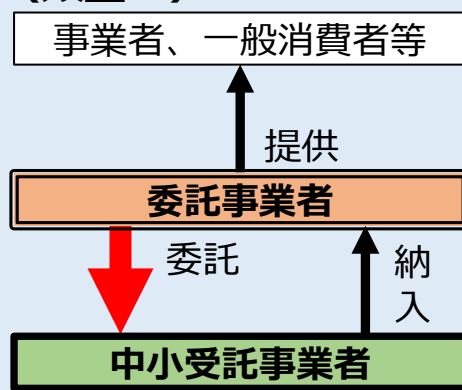 事業者、一般消費者等
提供
委託事業者
委託
納
入
中小受託事業者